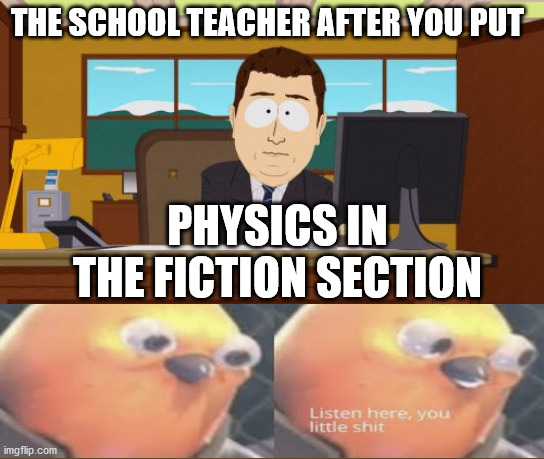 THE SCHOOL TEACHER AFTER YOU PUT
PHYSICS IN
THE FICTION SECTION
Listen here, you
little shit
imgflip.com